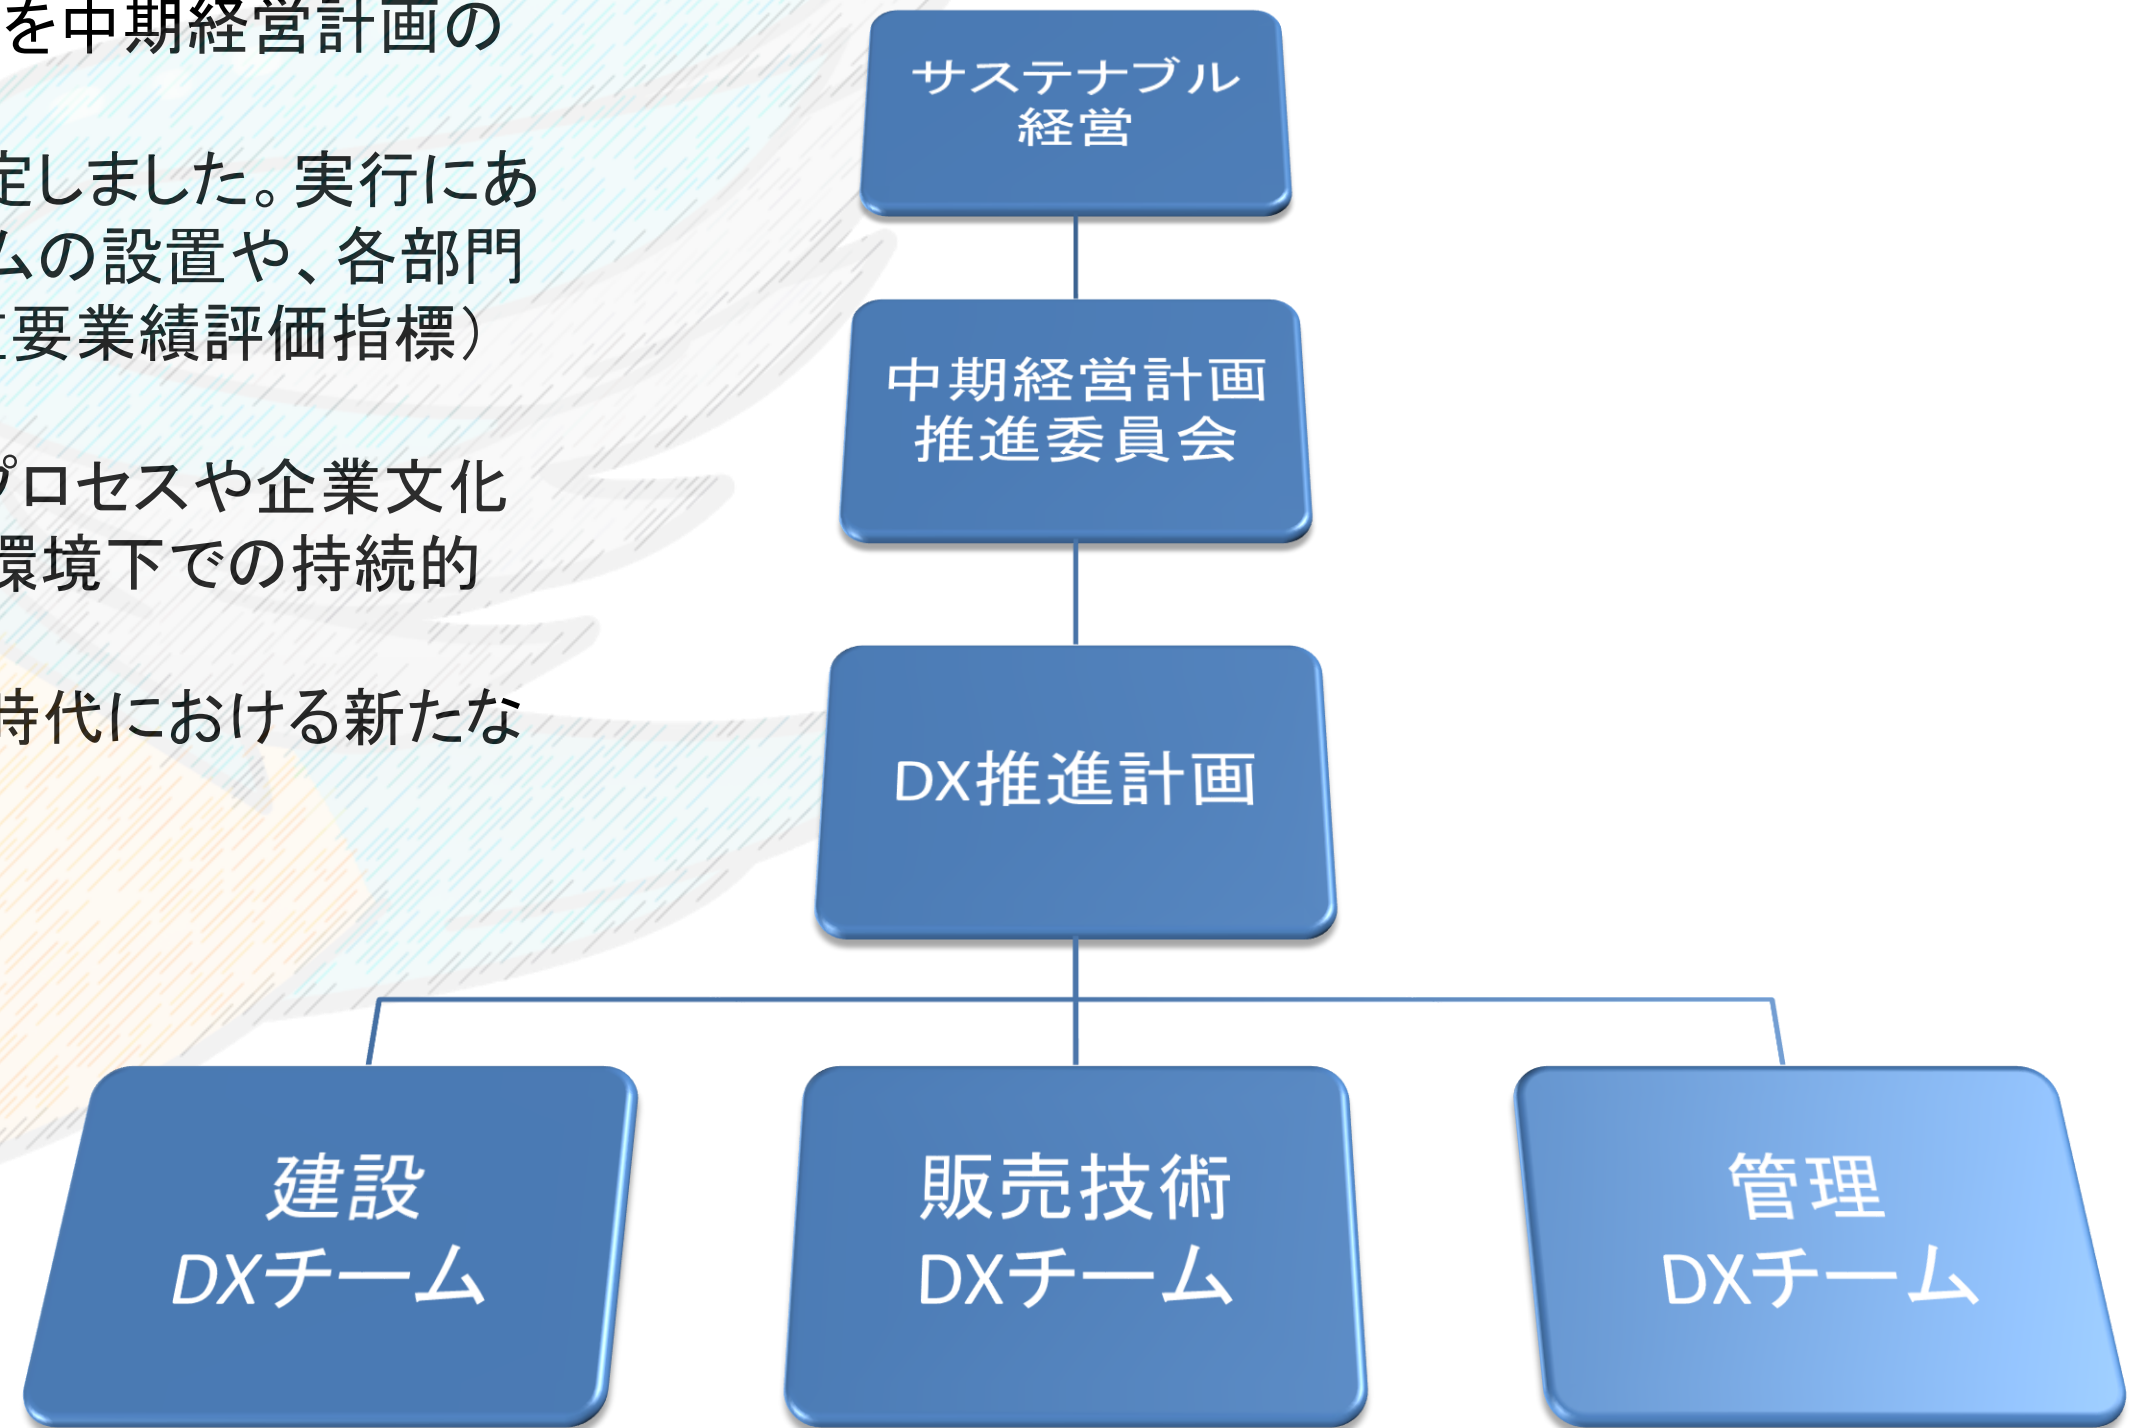 を中期経営計画の
定しました。実行にあ
ムの設置や、各部門
要業績評価指標）
プロセスや企業文化
環境下での持続的
時代における新たな
サステナブル
経営
中期経営計画
推進委員会
DX推進計画
建設
DXチーム
販売技術
DXチーム
管理
DXチーム